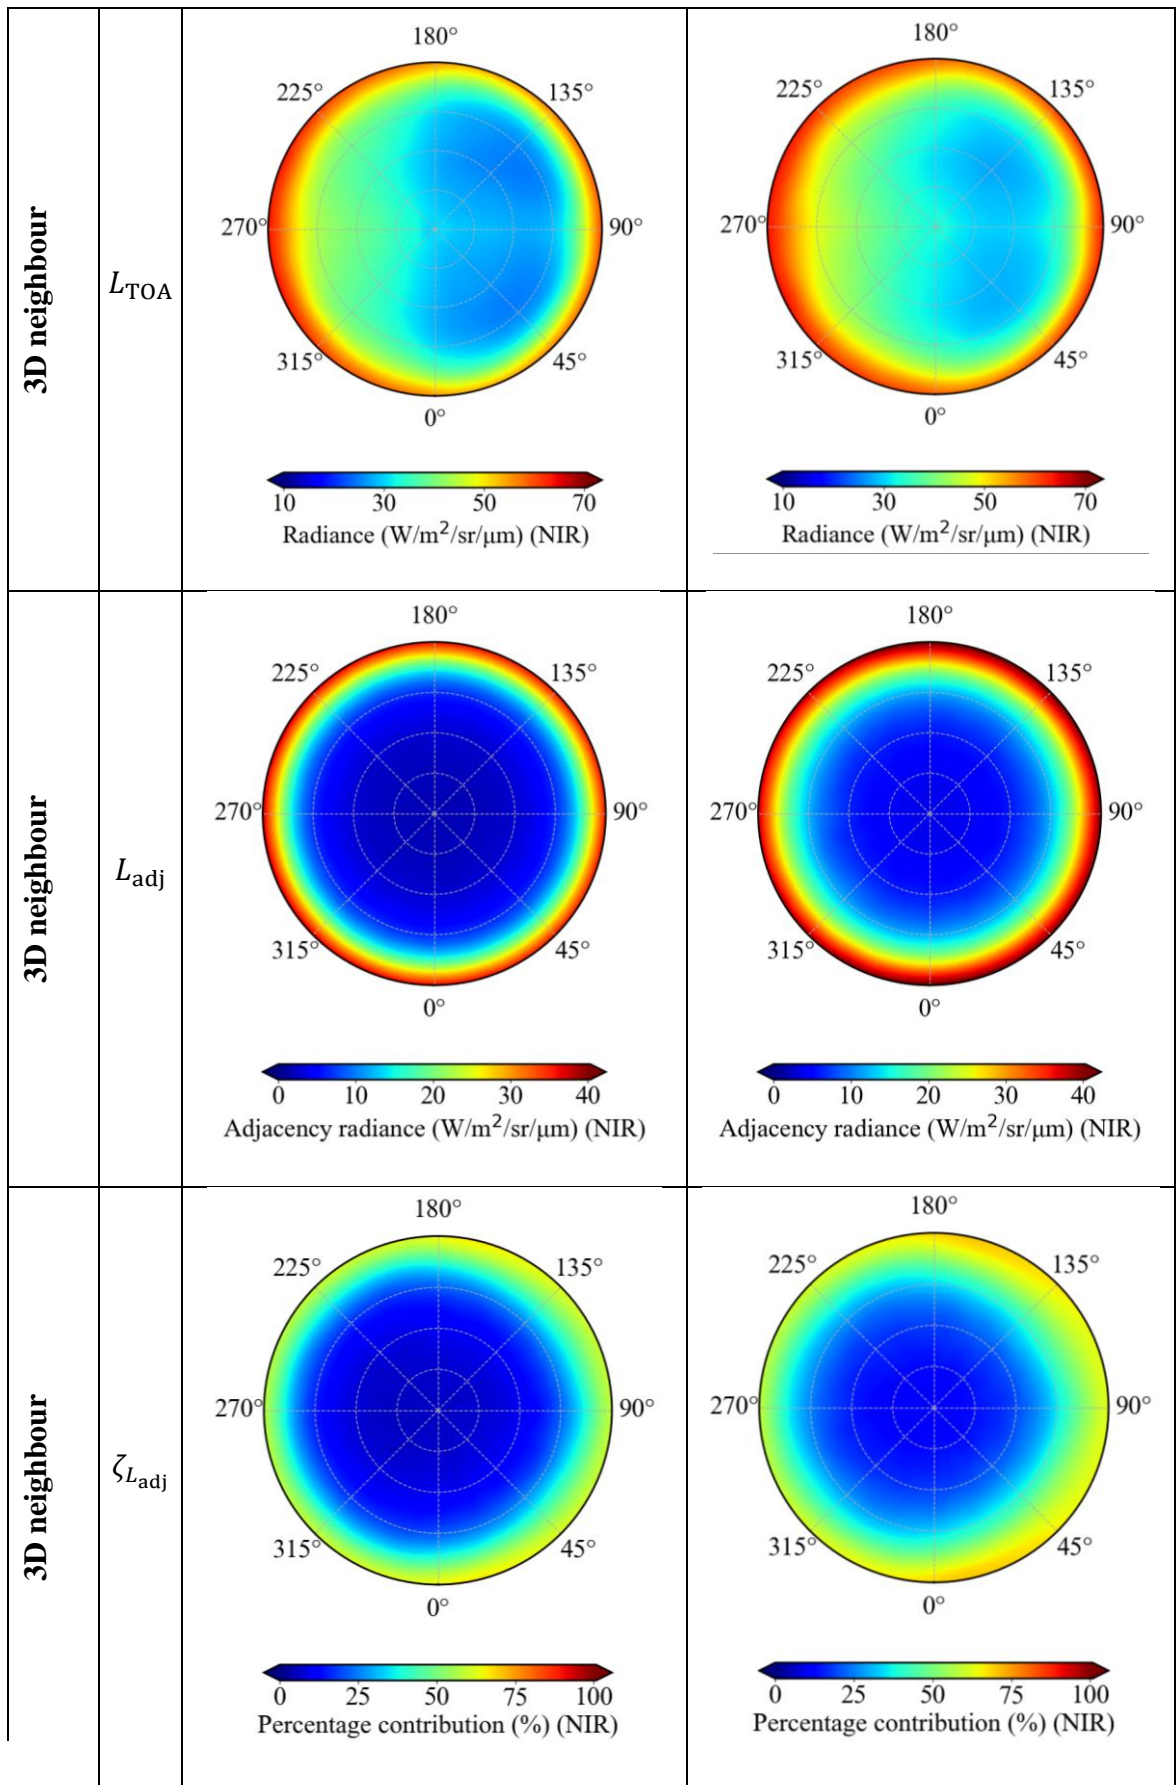 3D neighbour
L_TOA
180°
225°
135°
270°
90°
315°
45°
0°
10 30 50 70
Radiance (W/m²/sr/μm) (NIR)
180°
225°
135°
270°
90°
315°
45°
0°
10 30 50 70
Radiance (W/m²/sr/μm) (NIR)
3D neighbour
L_adj
180°
225°
135°
270°
90°
315°
45°
0°
0 10 20 30 40
Adjacency radiance (W/m²/sr/μm) (NIR)
180°
225°
135°
270°
90°
315°
45°
0°
0 10 20 30 40
Adjacency radiance (W/m²/sr/μm) (NIR)
3D neighbour
ζ_L_adj
180°
225°
135°
270°
90°
315°
45°
0°
0 25 50 75 100
Percentage contribution (%) (NIR)
180°
225°
135°
270°
90°
315°
45°
0°
0 25 50 75 100
Percentage contribution (%) (NIR)